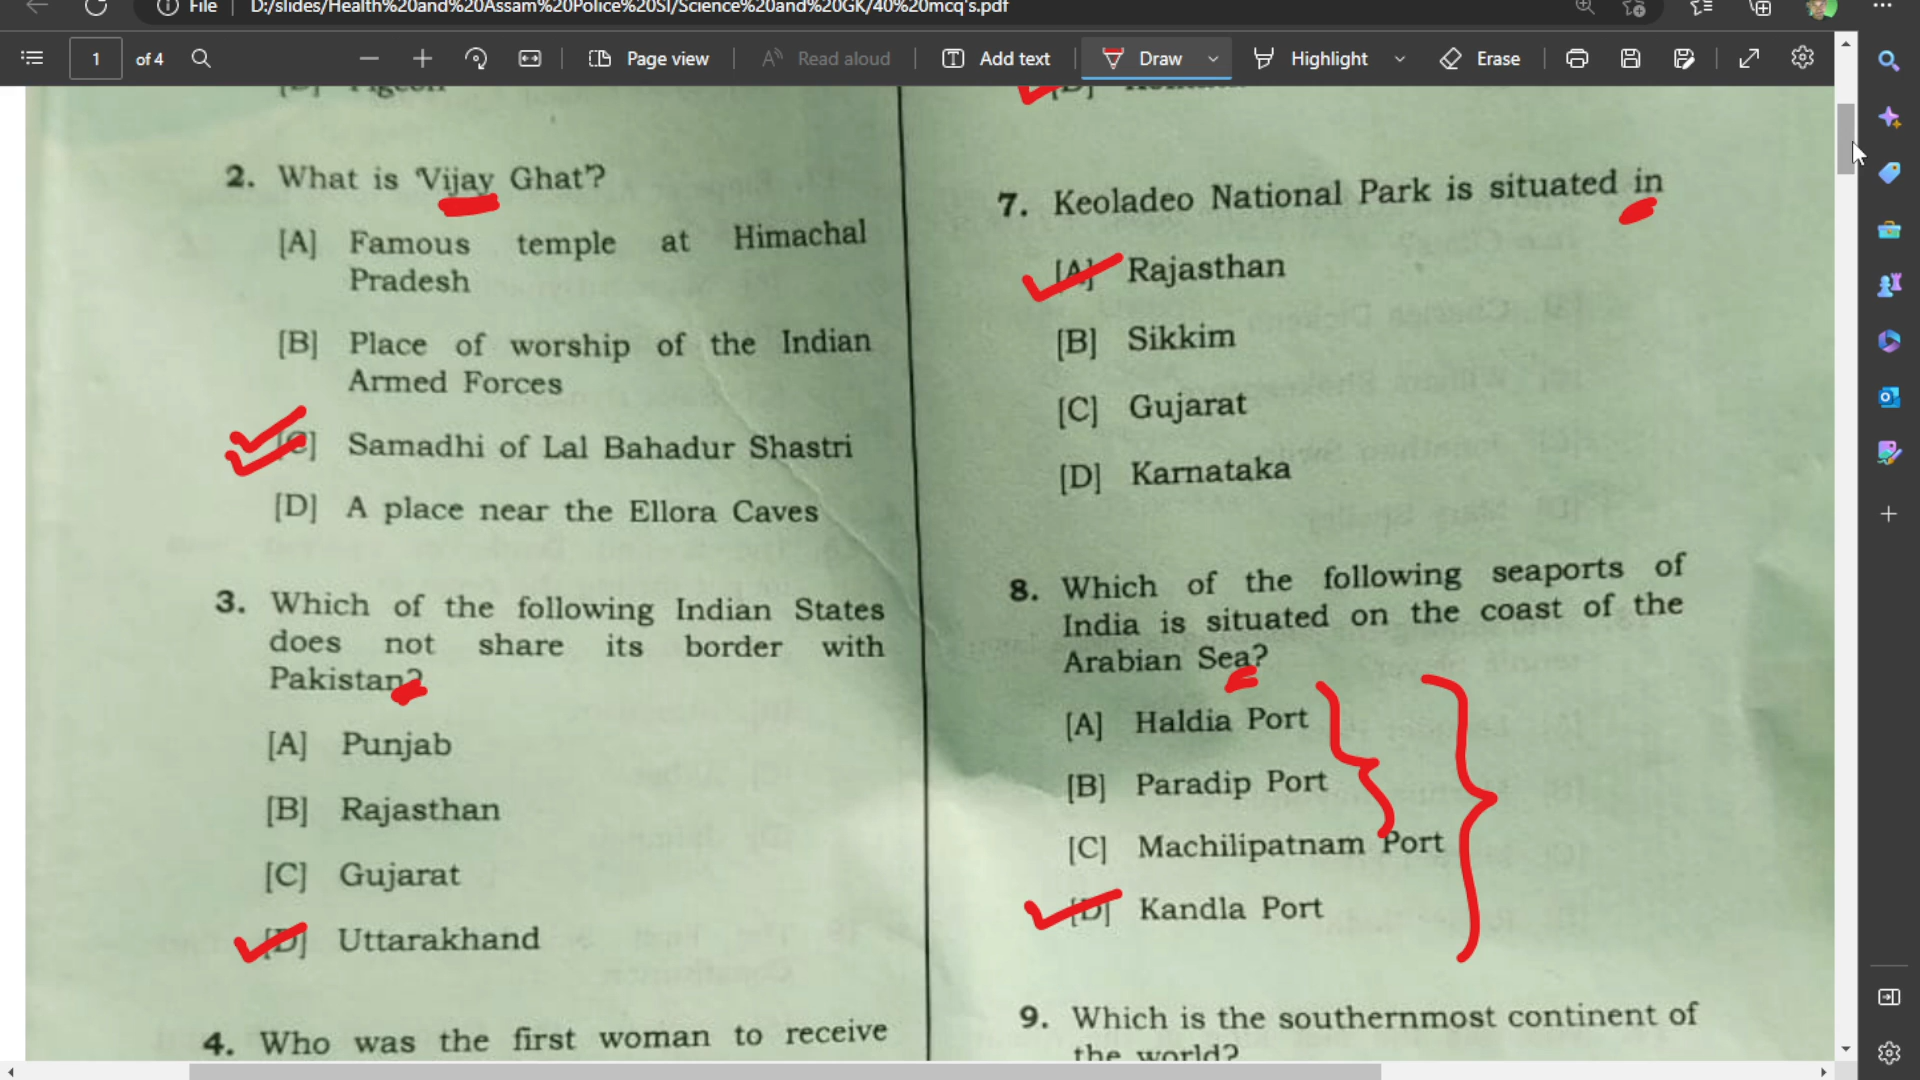 File D:/slides/Health%20and%20Assam%20Police%20SI/Science%20and%20GK/40%20mcq's.pdf
1 of 4 Page view Read aloud Add text Draw Highlight Erase
2. What is 'Vijay Ghat'?
[A] Famous temple at Himachal
Pradesh
[B] Place of worship of the Indian
Armed Forces
[C] Samadhi of Lal Bahadur Shastri
[D] A place near the Ellora Caves
3. Which of the following Indian States
does not share its border with
Pakistan?
[A] Punjab
[B] Rajasthan
[C] Gujarat
[D] Uttarakhand
4. Who was the first woman to receive
7. Keoladeo National Park is situated in
[A] Rajasthan
[B] Sikkim
[C] Gujarat
[D] Karnataka
8. Which of the following seaports of
India is situated on the coast of the
Arabian Sea?
[A] Haldia Port
[B] Paradip Port
[C] Machilipatnam Port
[D] Kandla Port
9. Which is the southernmost continent of
the world?